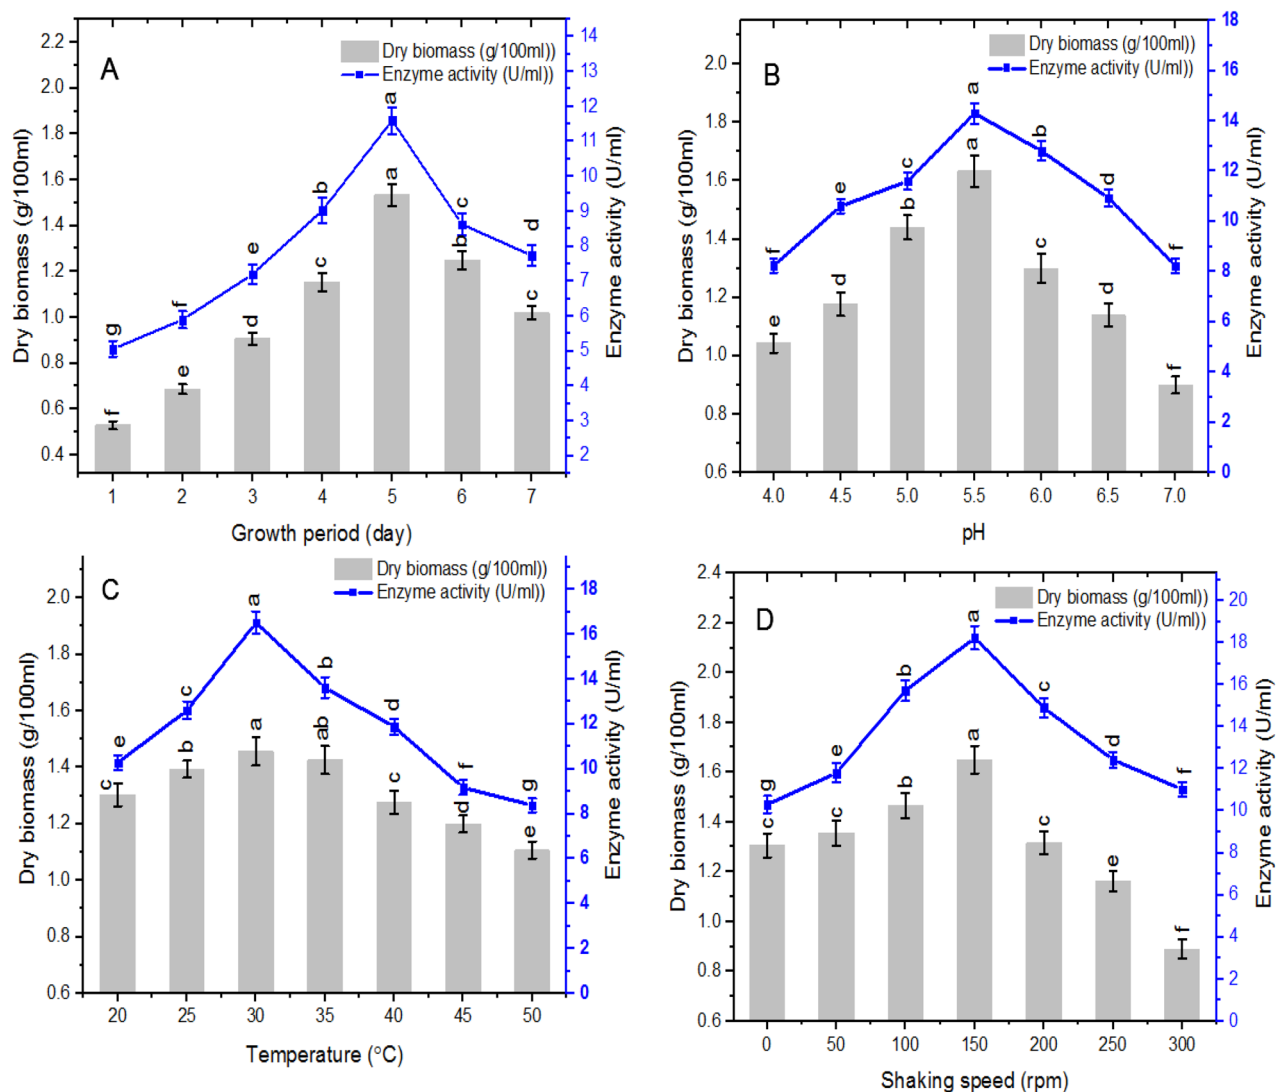 A
Dry biomass (g/100ml))
Enzyme activity (U/ml))
Dry biomass (g/100ml)
2.2
2.0
1.8
1.6
1.4
1.2
1.0
0.8
0.6
0.4
14
13
12
11
10
9
8
7
6
5
4
3
2
Enzyme activity (U/ml)
g f e b a c d
f e d c a b c
1 2 3 4 5 6 7
Growth period (day)
B
Dry biomass (g/100ml))
Enzyme activity (U/ml))
Dry biomass (g/100ml)
2.0
1.8
1.6
1.4
1.2
1.0
0.8
0.6
18
16
14
12
10
8
6
4
2
0
Enzyme activity (U/ml)
f e c a b d f
e d b a c d f
4.0 4.5 5.0 5.5 6.0 6.5 7.0
pH
C
Dry biomass (g/100ml))
Enzyme activity (U/ml))
Dry biomass (g/100ml)
2.0
1.8
1.6
1.4
1.2
1.0
0.8
0.6
18
16
14
12
10
8
6
4
2
0
Enzyme activity (U/ml)
e c a b d f g
c b a ab c d e
20 25 30 35 40 45 50
Temperature (°C)
D
Dry biomass (g/100ml))
Enzyme activity (U/ml))
Dry biomass (g/100ml)
2.4
2.2
2.0
1.8
1.6
1.4
1.2
1.0
0.8
0.6
20
18
16
14
12
10
8
6
4
2
0
Enzyme activity (U/ml)
g e b a c d f
c c b a c e f
0 50 100 150 200 250 300
Shaking speed (rpm)